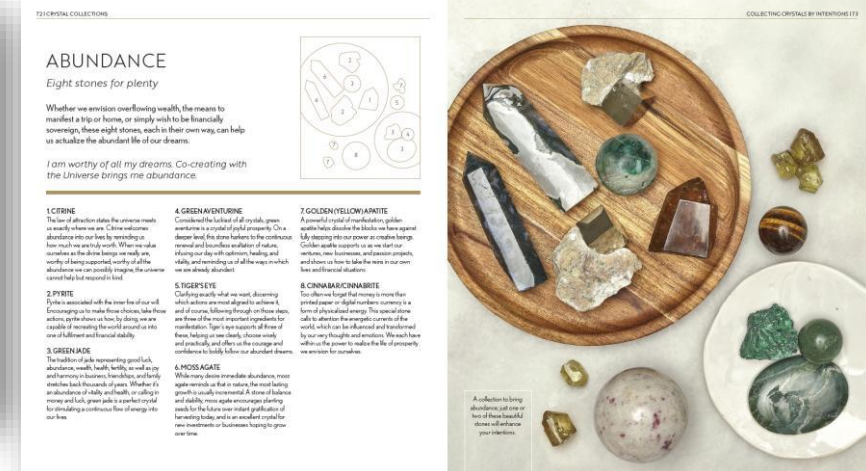 72 | CRYSTAL COLLECTIONS
ABUNDANCE
Eight stones for plenty
Whether we envision overflowing wealth, the means to
manifest a trip or home, or simply wish to be financially
sovereign, these eight stones, each in their own way, can help
us actualize the abundant life of our dreams.
I am worthy of all my dreams. Co-creating with
the Universe brings me abundance.
1. CITRINE
The law of attraction states the universe meets
us exactly where we are. Citrine welcomes
abundance into our lives by reminding us
how much we are truly worth. When we value
ourselves as the divine beings we really are,
worthy of being supported, worthy of all the
abundance we can possibly imagine, the universe
cannot help but respond in kind.
2. PYRITE
Pyrite is associated with the inner fire of our will.
Encouraging us to make those choices, take those
actions, pyrite shows us how, by doing, we are
capable of recreating the world around us into
one of fulfilment and financial stability.
3. GREEN JADE
The tradition of jade representing good luck,
abundance, wealth, health, fertility, as well as joy
and harmony in business, friendships, and family
stretches back thousands of years. Whether it's
an abundance of vitality and health, or calling in
money and luck, green jade is a perfect crystal
for stimulating a continuous flow of energy into
our lives.
4. GREEN AVENTURINE
Considered the luckiest of all crystals, green
aventurine is a crystal of joyful prosperity. On a
deeper level, this stone harkens to the continuous
renewal and boundless exaltation of nature,
infusing our day with optimism, healing, and
vitality, and reminding us of all the ways in which
we are already abundant.
5. TIGER'S EYE
Clarifying exactly what we want, discerning
which actions are most aligned to achieve it,
and of course, following through on those steps,
are three of the most important ingredients for
manifestation. Tiger's eye supports all three of
these, helping us see clearly, choose wisely
and practically, and offers us the courage and
confidence to boldly follow our abundant dreams.
6. MOSS AGATE
While many desire immediate abundance, moss
agate reminds us that in nature, the most lasting
growth is usually incremental. A stone of balance
and stability, moss agate encourages planting
seeds for the future over instant gratification of
harvesting today, and is an excellent crystal for
new investments or businesses hoping to grow
over time.
7. GOLDEN (YELLOW) APATITE
A powerful crystal of manifestation, golden
apatite helps dissolve the blocks we have against
fully stepping into our power as creative beings.
Golden apatite supports us as we start our
ventures, new businesses, and passion projects,
and shows us how to take the reins in our own
lives and financial situations.
8. CINNABAR/CINNABRITE
Too often we forget that money is more than
printed paper or digital numbers: currency is a
form of physicalized energy. This special stone
calls to attention the energetic currents of the
world, which can be influenced and transformed
by our very thoughts and emotions. We each have
within us the power to realize the life of prosperity
we envision for ourselves.
COLLECTING CRYSTALS BY INTENTIONS | 73
A collection to bring
abundance, just one or
two of these beautiful
stones will enhance
your intentions.